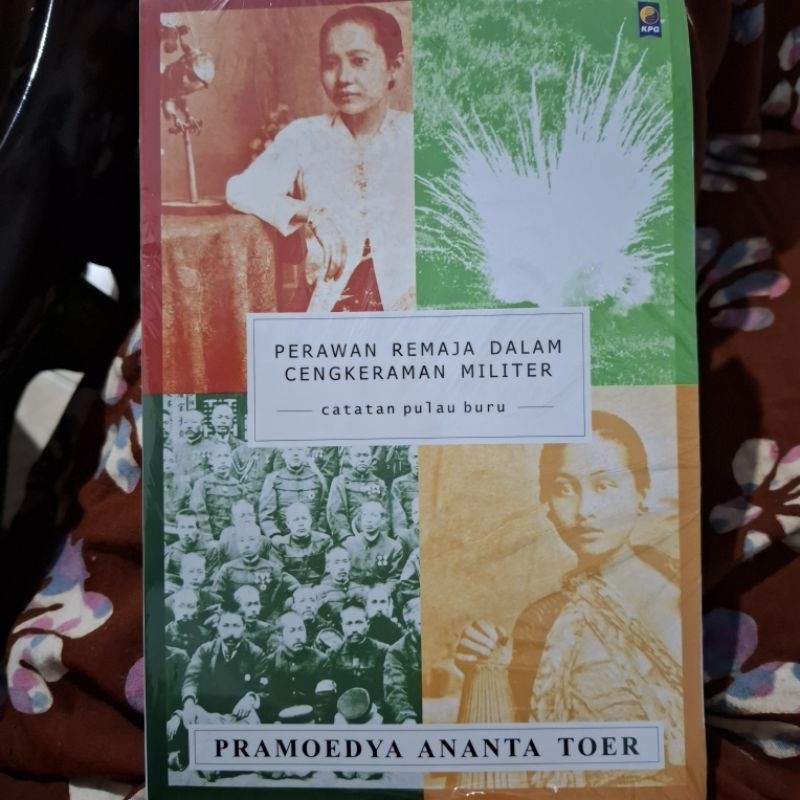 KPG
PERAWAN REMAJA DALAM
CENGKERAMAN MILITER
catatan pulau buru
PRAMOEDYA ANANTA TOER